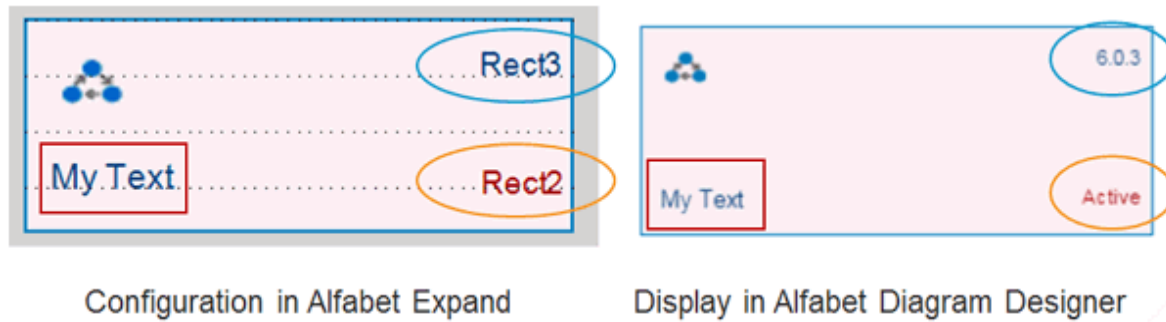 Rect3
My Text
Rect2
6.0.3
My Text
Active
Configuration in Alfabet Expand
Display in Alfabet Diagram Designer